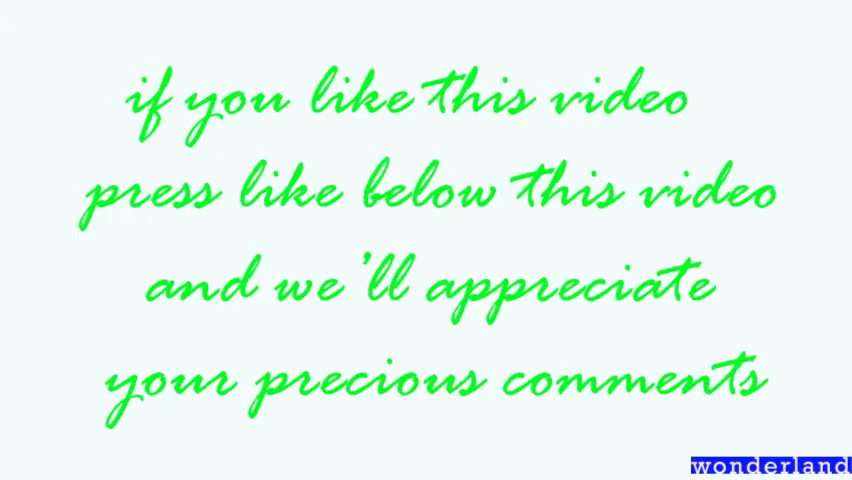 if you like this video
press like below this video
and we'll appreciate
your precious comments
wonderland